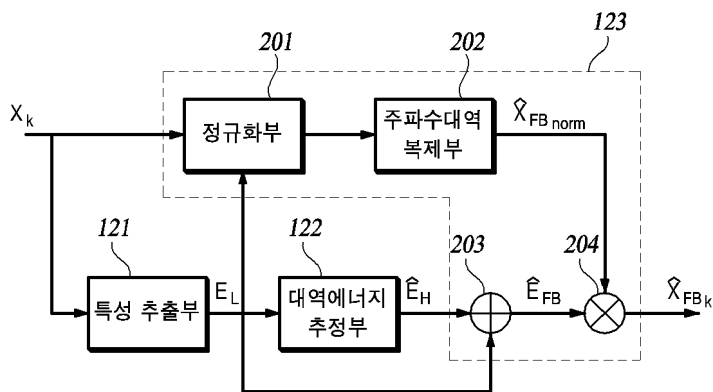 201
202
123
X_k
정규화부
주파수대역
복제부
X̂_FB norm
121
122
203
204
특성 추출부
E_L
대역에너지
추정부
Ê_H
Ê_FB
X̂_FB k